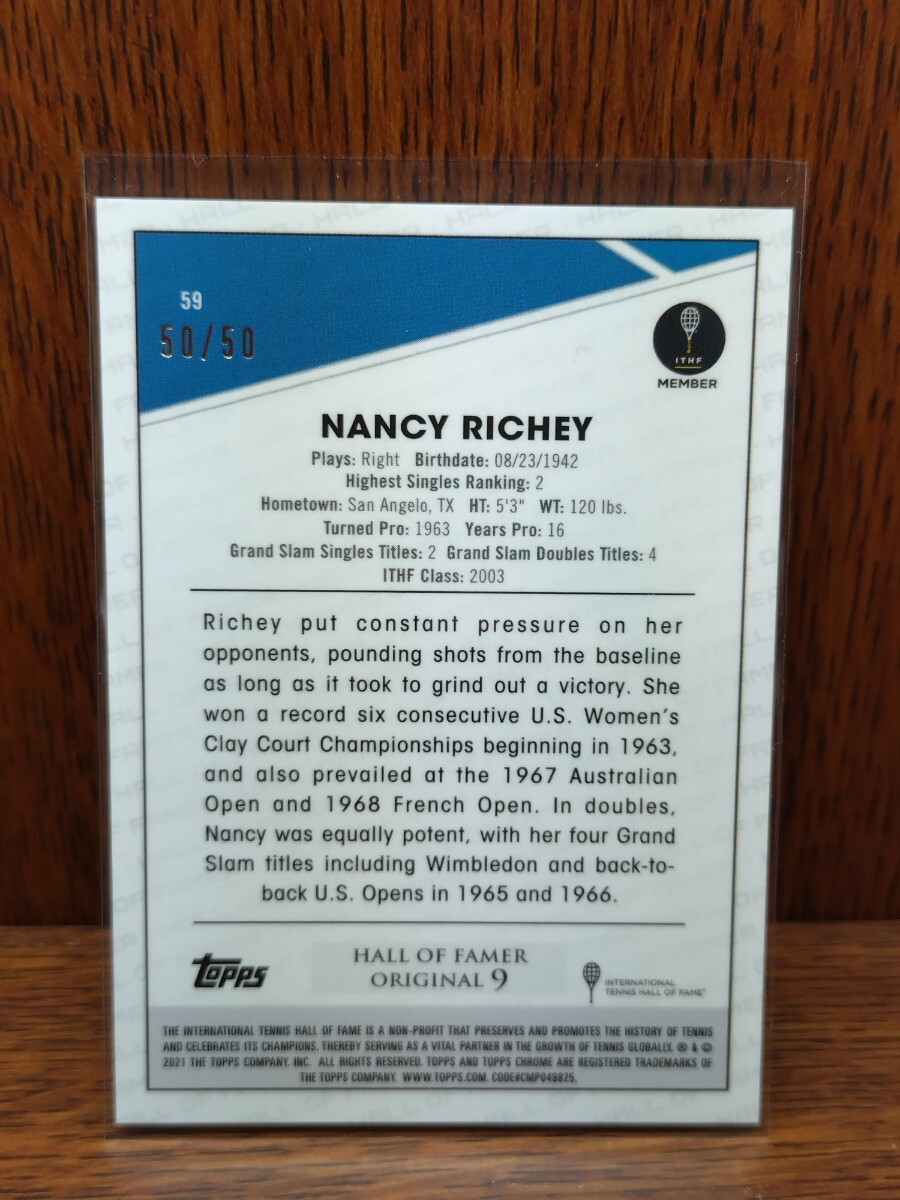 59
50/50
ITHF
MEMBER
NANCY RICHEY
Plays: Right Birthdate: 08/23/1942
Highest Singles Ranking: 2
Hometown: San Angelo, TX HT: 5'3" WT: 120 lbs.
Turned Pro: 1963 Years Pro: 16
Grand Slam Singles Titles: 2 Grand Slam Doubles Titles: 4
ITHF Class: 2003
Richey put constant pressure on her
opponents, pounding shots from the baseline
as long as it took to grind out a victory. She
won a record six consecutive U.S. Women's
Clay Court Championships beginning in 1963,
and also prevailed at the 1967 Australian
Open and 1968 French Open. In doubles,
Nancy was equally potent, with her four Grand
Slam titles including Wimbledon and back-to-
back U.S. Opens in 1965 and 1966.
topps
HALL OF FAMER
ORIGINAL 9
INTERNATIONAL
TENNIS HALL OF FAME™
THE INTERNATIONAL TENNIS HALL OF FAME IS A NON-PROFIT THAT PRESERVES AND PROMOTES THE HISTORY OF TENNIS
AND CELEBRATES ITS CHAMPIONS. THEREBY SERVING AS A VITAL PARTNER IN THE GROWTH OF TENNIS GLOBALLY. ® & ©
2021 THE TOPPS COMPANY, INC. ALL RIGHTS RESERVED. TOPPS AND TOPPS CHROME ARE REGISTERED TRADEMARKS OF
THE TOPPS COMPANY. WWW.TOPPS.COM. CODE#CMP049825.